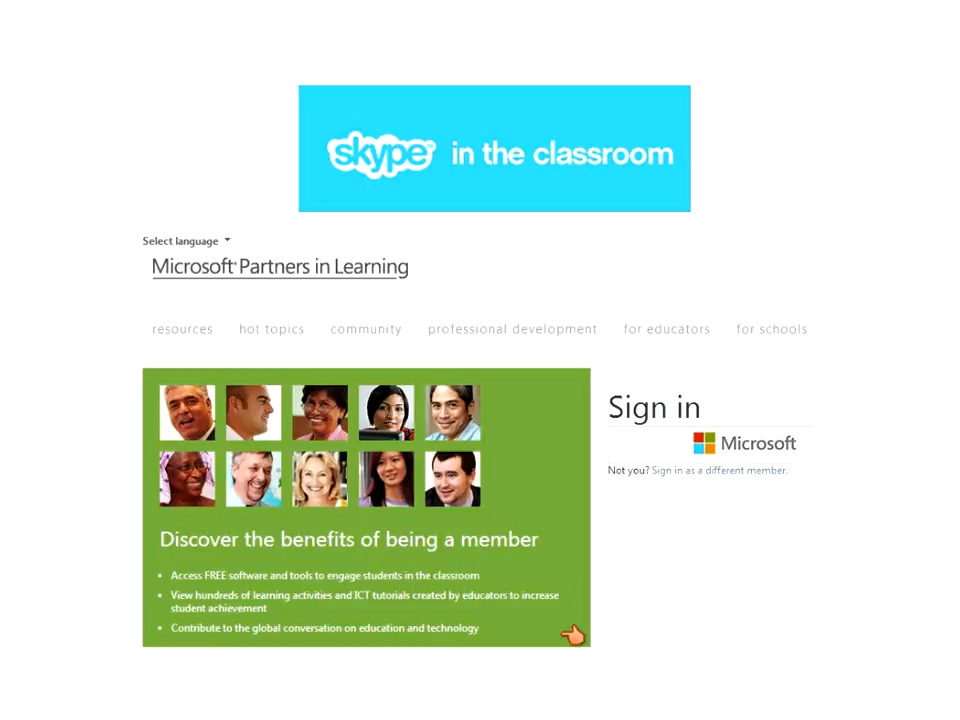 skype in the classroom
Select language
Microsoft® Partners in Learning
resources hot topics community professional development for educators for schools
Sign in
Microsoft
Not you? Sign in as a different member.
Discover the benefits of being a member
• Access FREE software and tools to engage students in the classroom
• View hundreds of learning activities and ICT tutorials created by educators to increase
student achievement
• Contribute to the global conversation on education and technology